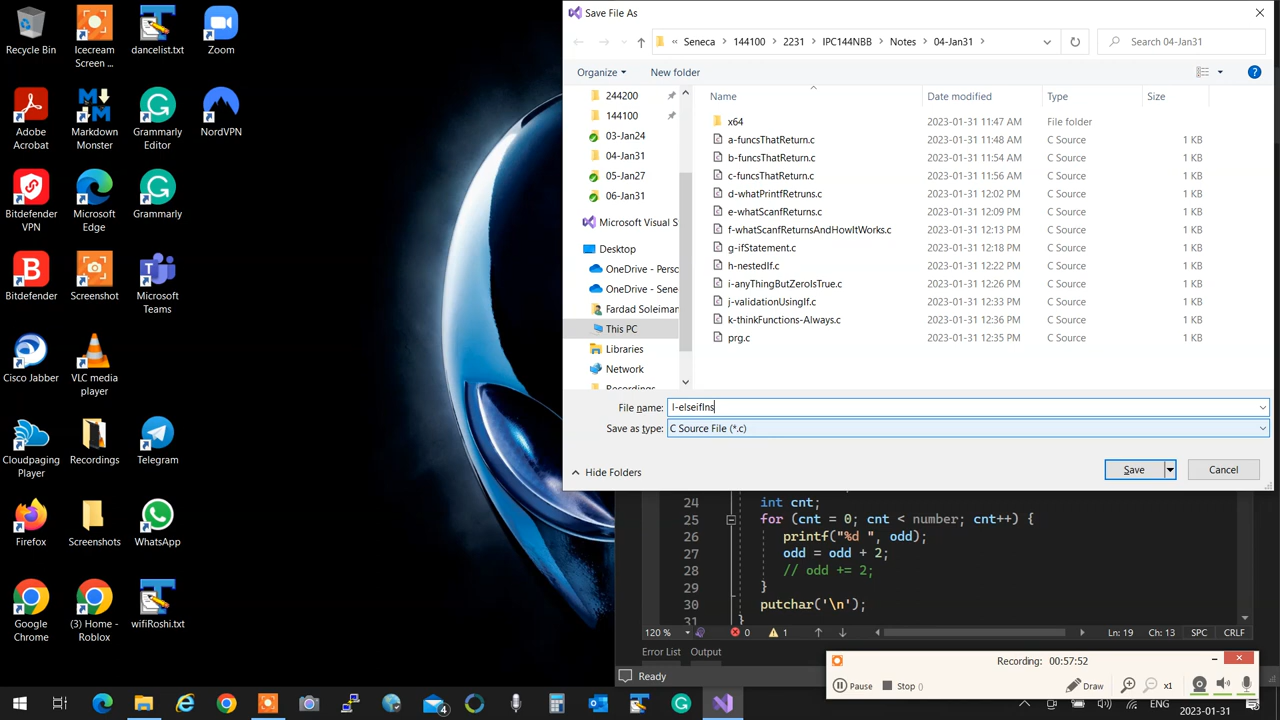 Recycle Bin
Icecream Screen ...
dancelist.txt
Zoom
Adobe Acrobat
Markdown Monster
Grammarly Editor
NordVPN
Bitdefender VPN
Microsoft Edge
Grammarly
Bitdefender
Screenshot
Microsoft Teams
Cisco Jabber
VLC media player
Cloudpaging Player
Recordings
Telegram
Firefox
Screenshots
WhatsApp
Google Chrome
(3) Home - Roblox
wifiRoshi.txt
Save File As
« Seneca > 144100 > 2231 > IPC144NBB > Notes > 04-Jan31 >
Search 04-Jan31
Organize
New folder
244200
144100
03-Jan24
04-Jan31
05-Jan27
06-Jan31
Microsoft Visual S
Desktop
OneDrive - Perso
OneDrive - Sene
Fardad Soleimar
This PC
Libraries
Network
Recordings
Name Date modified Type Size
x64 2023-01-31 11:47 AM File folder
a-funcsThatReturn.c 2023-01-31 11:48 AM C Source 1 KB
b-funcsThatReturn.c 2023-01-31 11:54 AM C Source 1 KB
c-funcsThatReturn.c 2023-01-31 11:56 AM C Source 1 KB
d-whatPrintfRetruns.c 2023-01-31 12:02 PM C Source 1 KB
e-whatScanfReturns.c 2023-01-31 12:09 PM C Source 1 KB
f-whatScanfReturnsAndHowItWorks.c 2023-01-31 12:13 PM C Source 1 KB
g-ifStatement.c 2023-01-31 12:18 PM C Source 1 KB
h-nestedIf.c 2023-01-31 12:22 PM C Source 1 KB
i-anyThingButZeroIsTrue.c 2023-01-31 12:26 PM C Source 1 KB
j-validationUsingIf.c 2023-01-31 12:33 PM C Source 1 KB
k-thinkFunctions-Always.c 2023-01-31 12:36 PM C Source 1 KB
prg.c 2023-01-31 12:35 PM C Source 1 KB
File name: l-elseifIns
Save as type: C Source File (*.c)
Hide Folders
Save
Cancel
24 int cnt;
25 for (cnt = 0; cnt < number; cnt++) {
26 printf("%d ", odd);
27 odd = odd + 2;
28 // odd += 2;
29 }
30 putchar('\n');
31 }
120 % 0 1 Ln: 19 Ch: 13 SPC CRLF
Error List Output
Ready
Recording: 00:57:52
Pause Stop () Draw x1
4
ENG
2023-01-31
2